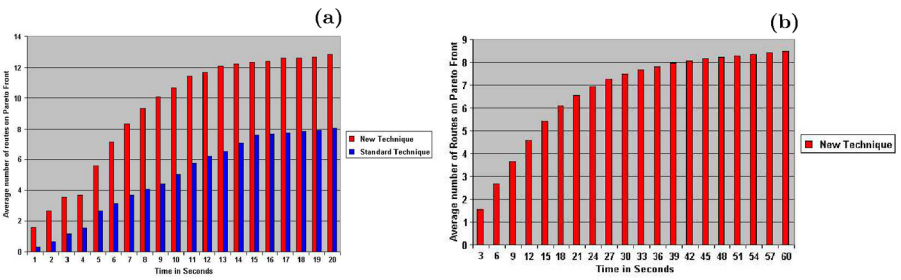 (a)
Average number of routes on Pareto Front
14
12
10
8
6
4
2
0
1 2 3 4 5 6 7 8 9 10 11 12 13 14 15 16 17 18 19 20
Time in Seconds
New Technique
Standard Technique
(b)
Average number of Routes on Pareto Front
9
8
7
6
5
4
3
2
1
0
3 6 9 12 15 18 21 24 27 30 33 36 39 42 45 48 51 54 57 60
Time in Seconds
New Technique